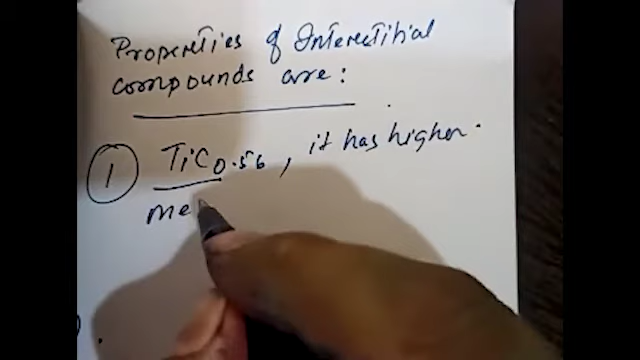 Properties of Interstitial
compounds are:
① TiC0.56, it has higher.
me